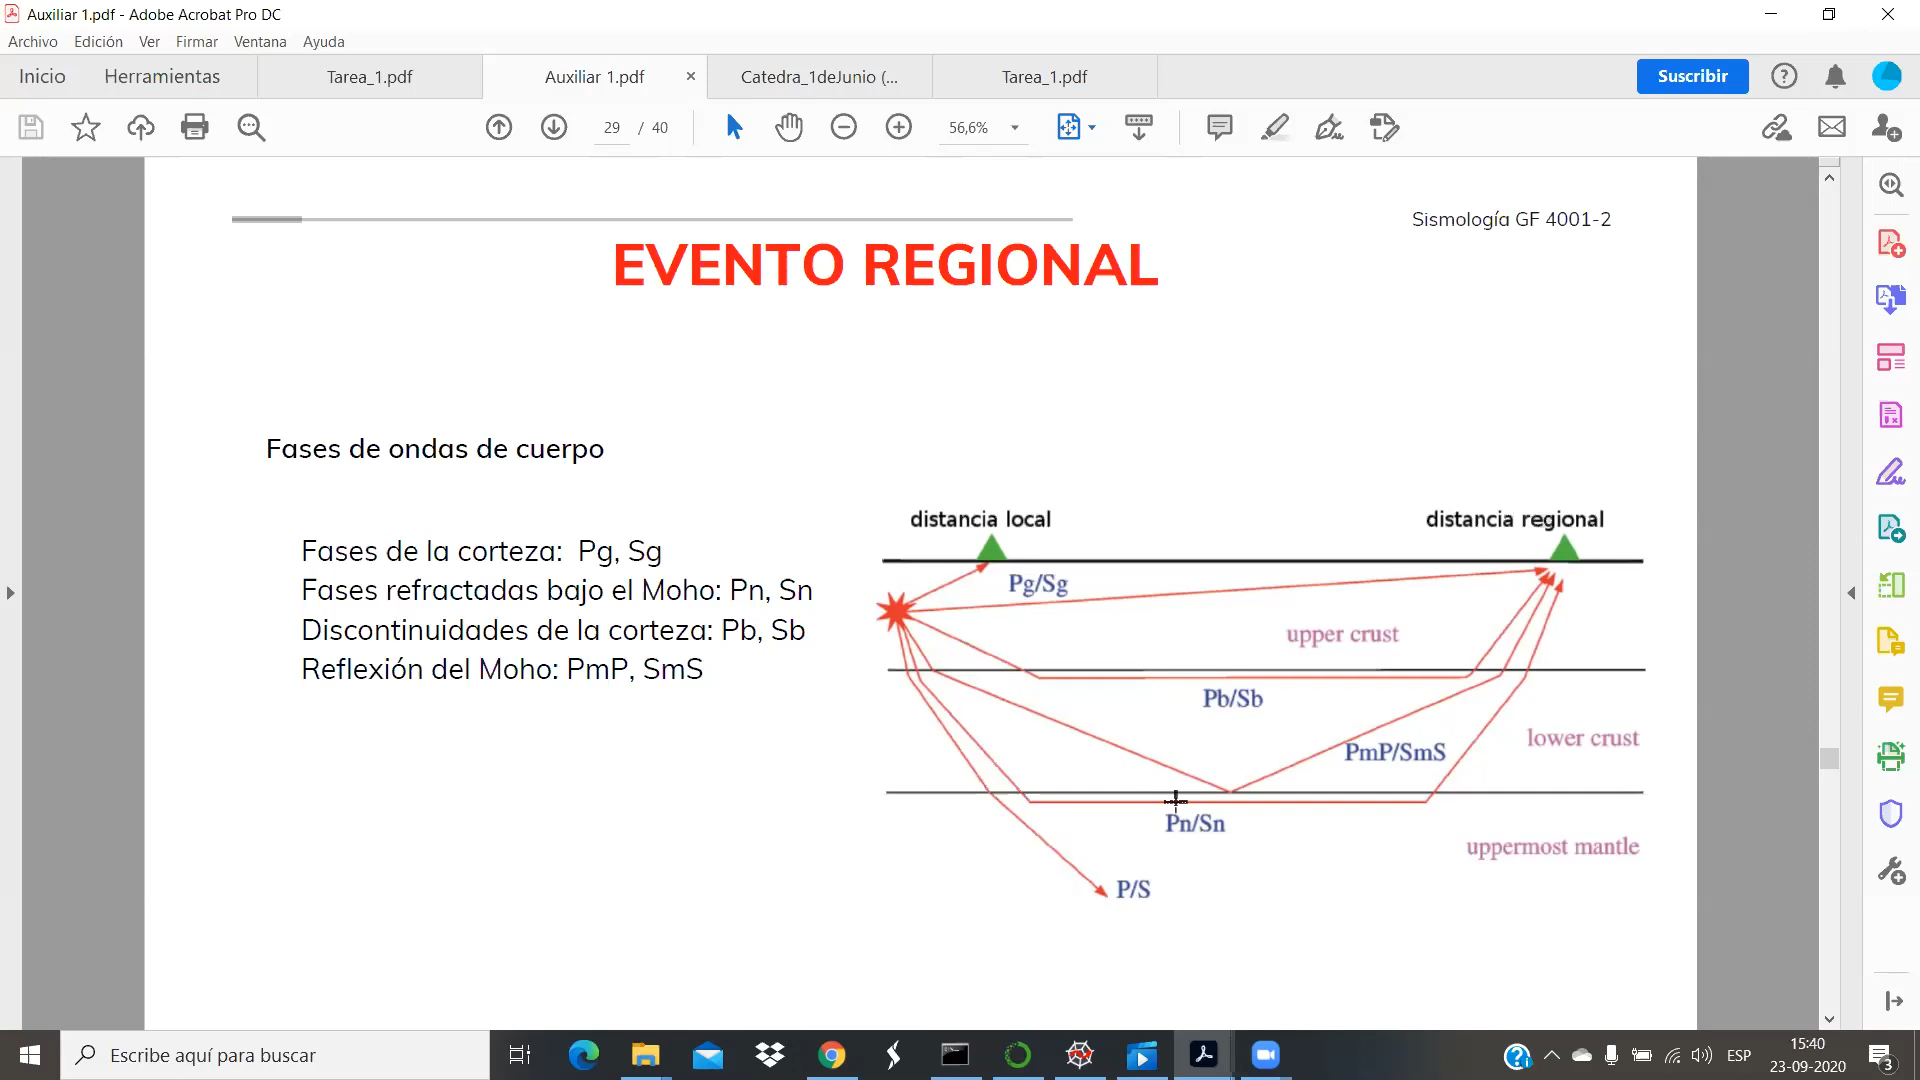 Auxiliar 1.pdf - Adobe Acrobat Pro DC
Archivo Edición Ver Firmar Ventana Ayuda
Inicio Herramientas Tarea_1.pdf Auxiliar 1.pdf × Catedra_1deJunio (... Tarea_1.pdf Suscribir
29 / 40 56,6%
Sismología GF 4001-2
EVENTO REGIONAL
Fases de ondas de cuerpo
Fases de la corteza: Pg, Sg
Fases refractadas bajo el Moho: Pn, Sn
Discontinuidades de la corteza: Pb, Sb
Reflexión del Moho: PmP, SmS
distancia local
distancia regional
Pg/Sg
upper crust
Pb/Sb
lower crust
PmP/SmS
Pn/Sn
uppermost mantle
P/S
Escribe aquí para buscar
ESP
15:40
23-09-2020
3